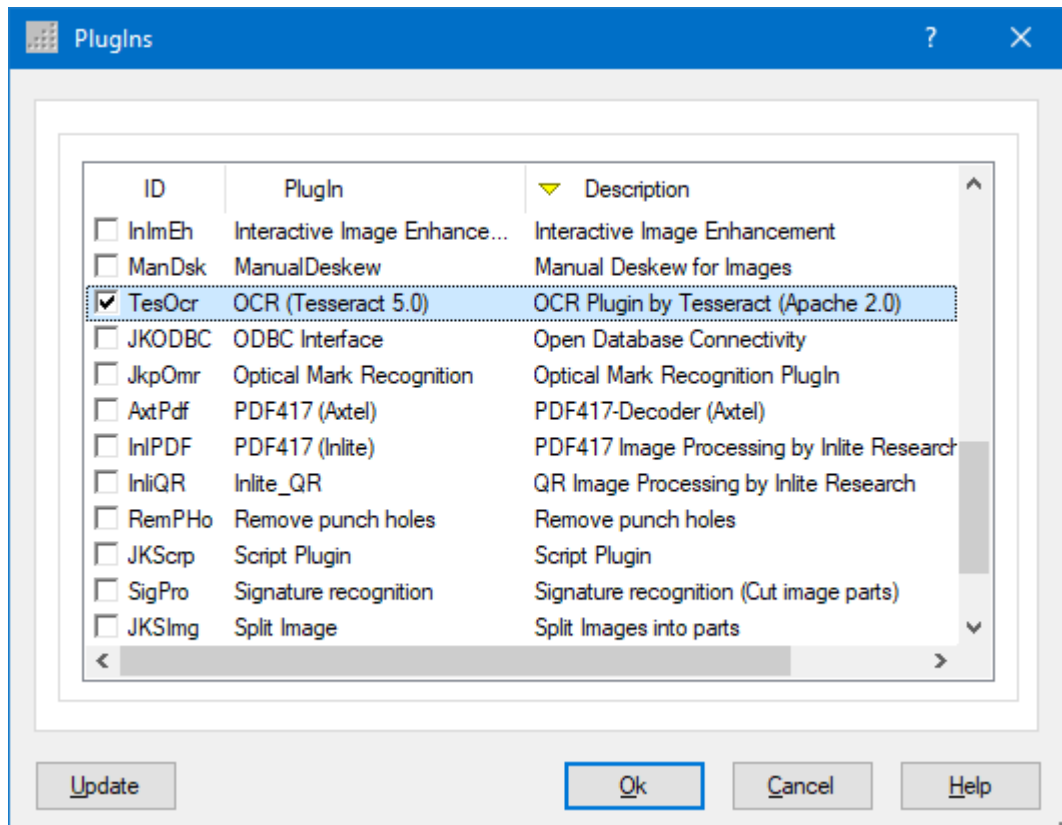 PlugIns
ID PlugIn Description
InImEh Interactive Image Enhance... Interactive Image Enhancement
ManDsk ManualDeskew Manual Deskew for Images
TesOcr OCR (Tesseract 5.0) OCR Plugin by Tesseract (Apache 2.0)
JKODBC ODBC Interface Open Database Connectivity
JkpOmr Optical Mark Recognition Optical Mark Recognition PlugIn
AxtPdf PDF417 (Axtel) PDF417-Decoder (Axtel)
InlPDF PDF417 (Inlite) PDF417 Image Processing by Inlite Research
InliQR Inlite_QR QR Image Processing by Inlite Research
RemPHo Remove punch holes Remove punch holes
JKScrp Script Plugin Script Plugin
SigPro Signature recognition Signature recognition (Cut image parts)
JKSImg Split Image Split Images into parts
Update Ok Cancel Help